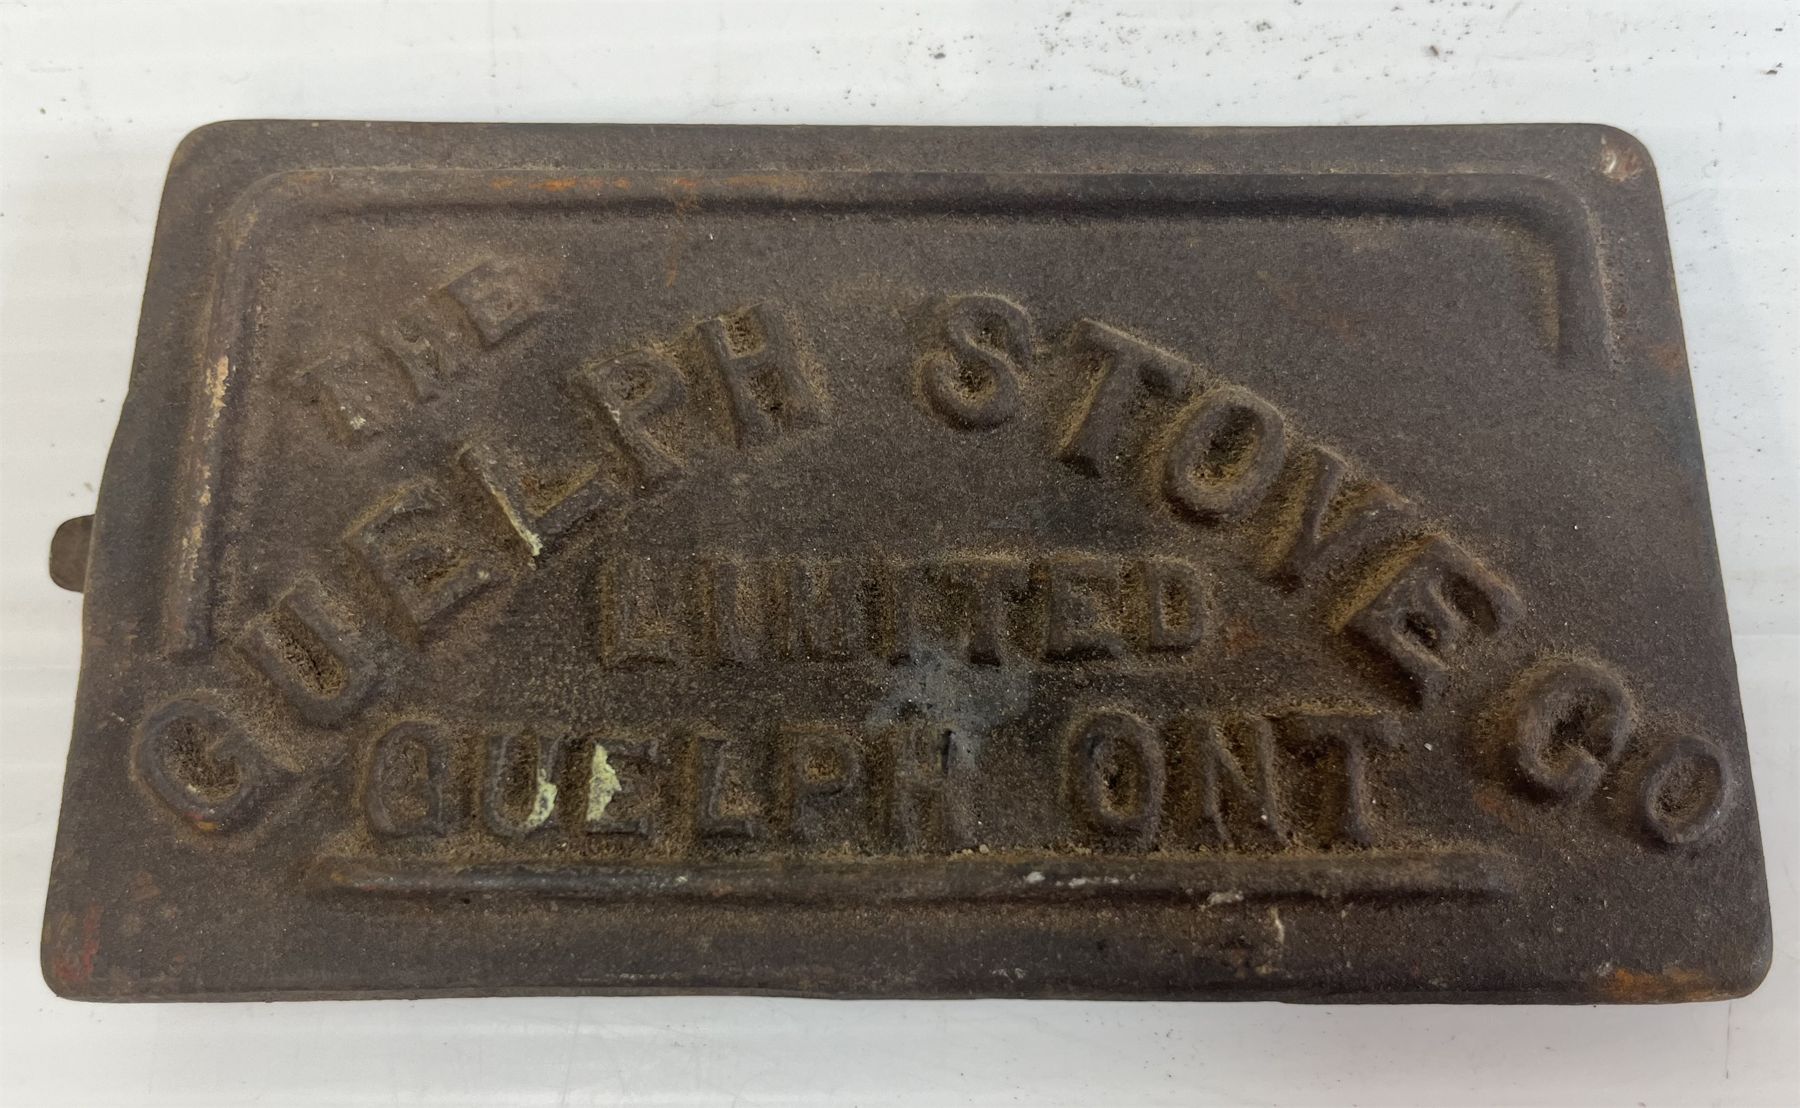 THE
GUELPH STOVE CO
LIMITED
GUELPH ONT